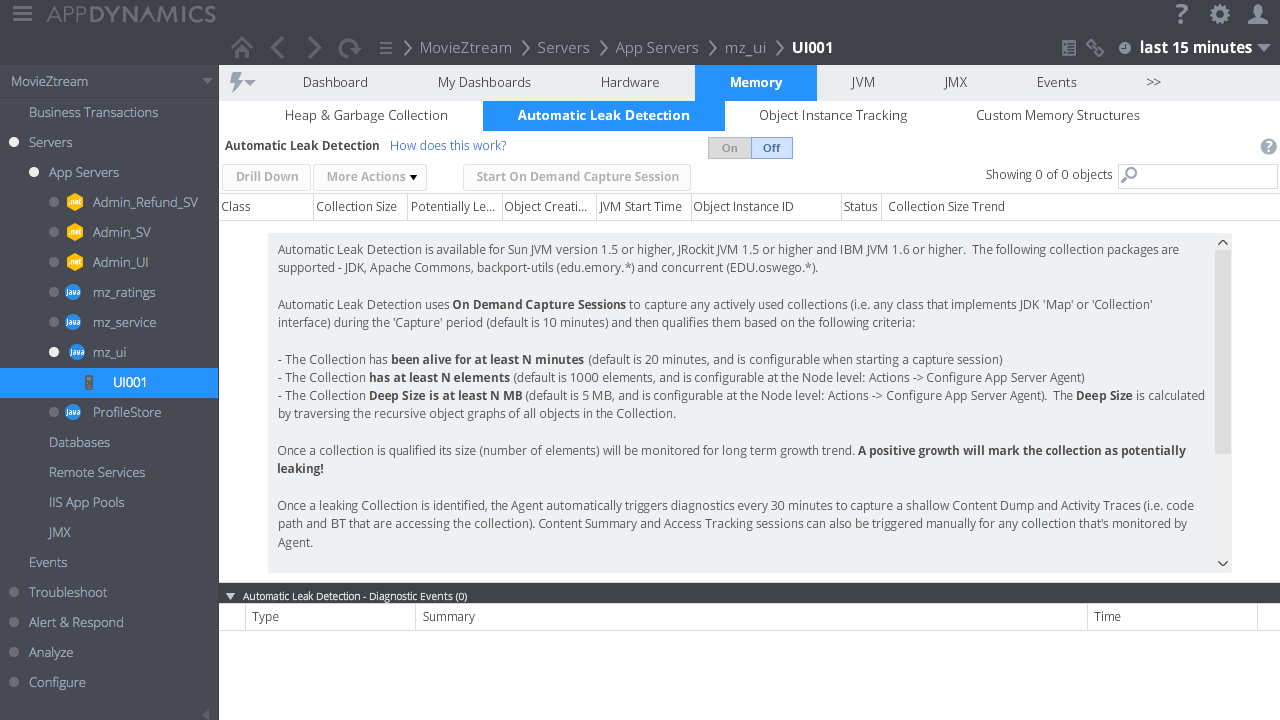 APPDYNAMICS
MovieZtream Servers App Servers mz_ui UI001 last 15 minutes
MovieZtream
Business Transactions
Servers
App Servers
.net Admin_Refund_SV
.net Admin_SV
.net Admin_UI
Java mz_ratings
Java mz_service
Java mz_ui
UI001
Java ProfileStore
Databases
Remote Services
IIS App Pools
JMX
Events
Troubleshoot
Alert & Respond
Analyze
Configure
Dashboard My Dashboards Hardware Memory JVM JMX Events >>
Heap & Garbage Collection Automatic Leak Detection Object Instance Tracking Custom Memory Structures
Automatic Leak Detection How does this work? On Off ?
Drill Down More Actions Start On Demand Capture Session Showing 0 of 0 objects
Class Collection Size Potentially Le... Object Creati... JVM Start Time Object Instance ID Status Collection Size Trend
Automatic Leak Detection is available for Sun JVM version 1.5 or higher, JRockit JVM 1.5 or higher and IBM JVM 1.6 or higher. The following collection packages are
supported - JDK, Apache Commons, backport-utils (edu.emory.*) and concurrent (EDU.oswego.*).
Automatic Leak Detection uses On Demand Capture Sessions to capture any actively used collections (i.e. any class that implements JDK 'Map' or 'Collection'
interface) during the 'Capture' period (default is 10 minutes) and then qualifies them based on the following criteria:
- The Collection has been alive for at least N minutes (default is 20 minutes, and is configurable when starting a capture session)
- The Collection has at least N elements (default is 1000 elements, and is configurable at the Node level: Actions -> Configure App Server Agent)
- The Collection Deep Size is at least N MB (default is 5 MB, and is configurable at the Node level: Actions -> Configure App Server Agent). The Deep Size is calculated
by traversing the recursive object graphs of all objects in the Collection.
Once a collection is qualified its size (number of elements) will be monitored for long term growth trend. A positive growth will mark the collection as potentially
leaking!
Once a leaking Collection is identified, the Agent automatically triggers diagnostics every 30 minutes to capture a shallow Content Dump and Activity Traces (i.e. code
path and BT that are accessing the collection). Content Summary and Access Tracking sessions can also be triggered manually for any collection that's monitored by
Agent.
Automatic Leak Detection - Diagnostic Events (0)
Type Summary Time